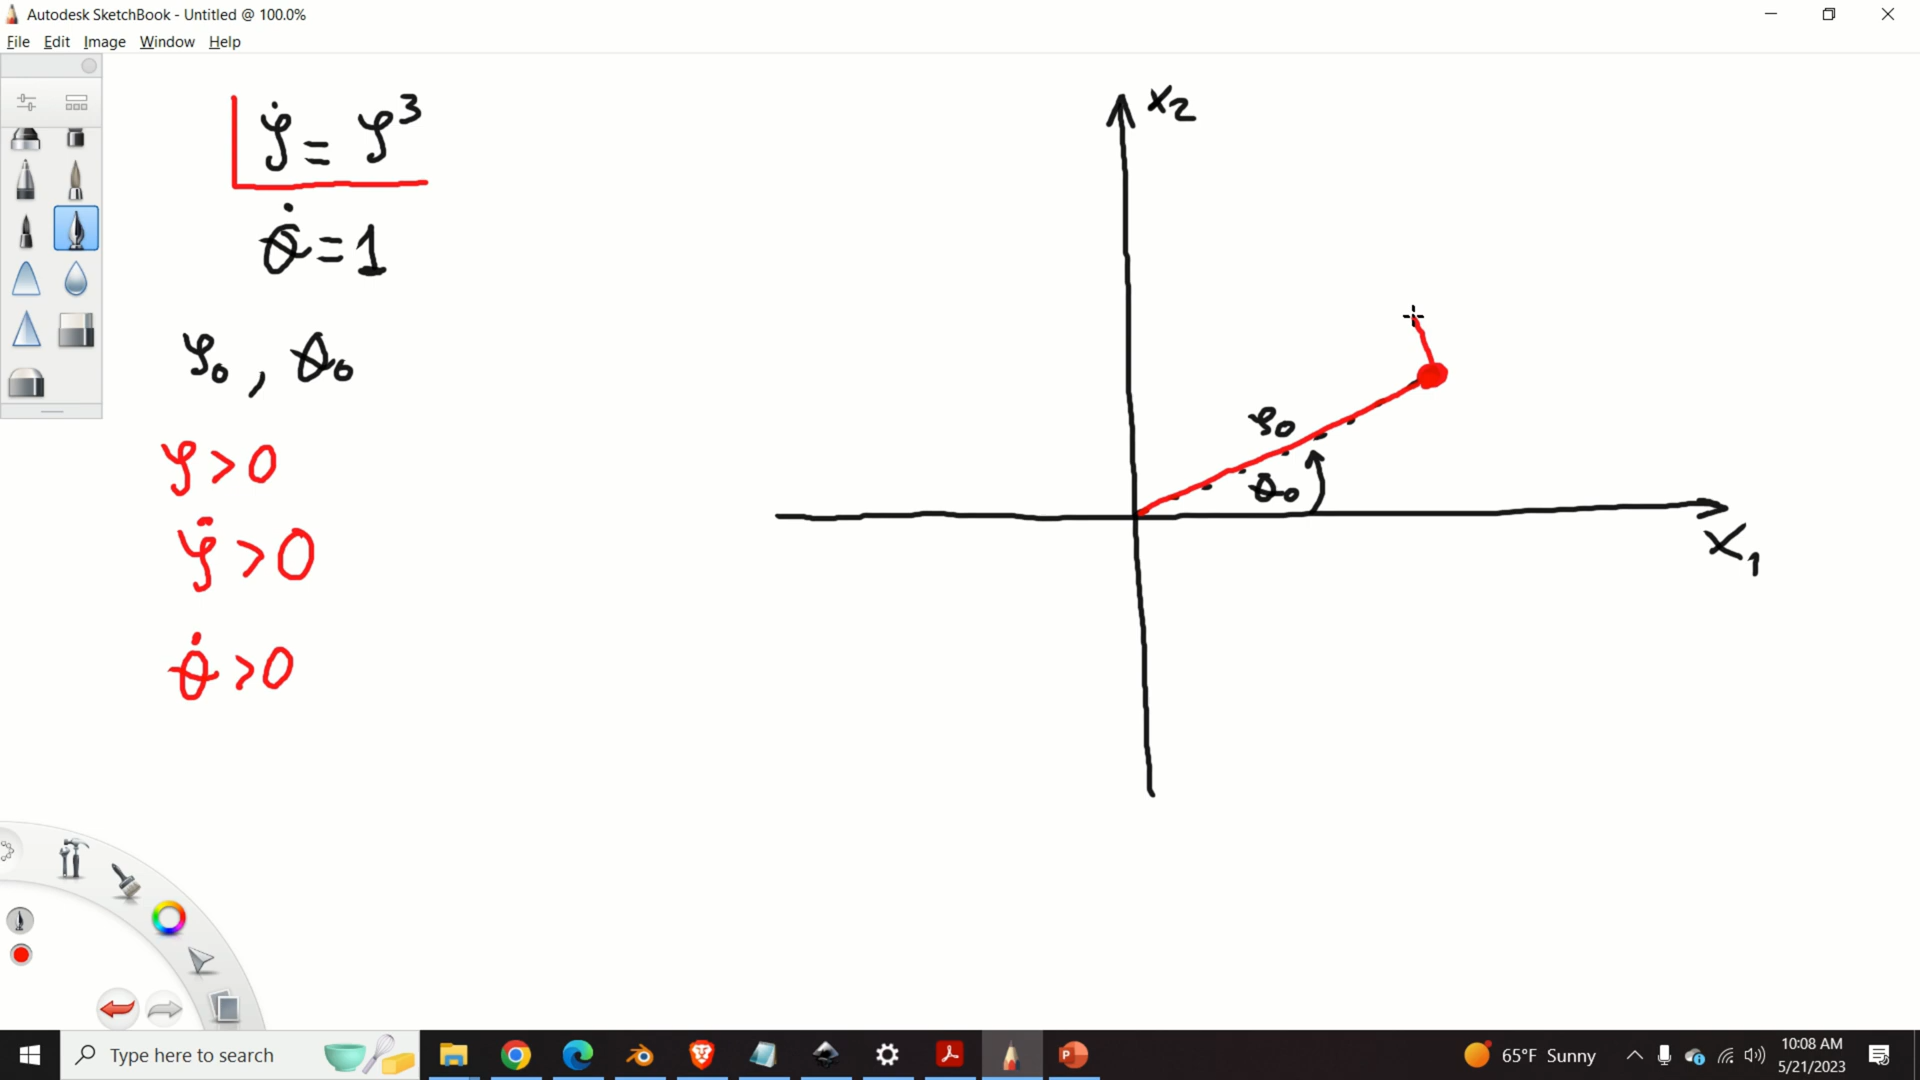 Autodesk SketchBook - Untitled @ 100.0%
File Edit Image Window Help
ρ̇ = ρ³
θ̇ = 1
ρ₀ , θ₀
ρ > 0
ρ̇ > 0
θ̇ > 0
x₂
ρ₀
θ₀
x₁
Type here to search
65°F Sunny
10:08 AM
5/21/2023